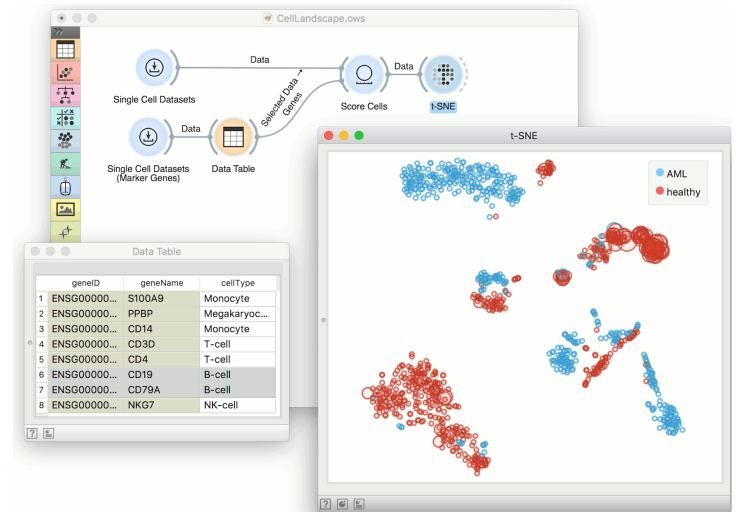 CellLandscape.ows
Data
Data
Selected Data → Genes
Single Cell Datasets
Score Cells
t-SNE
Data
Single Cell Datasets
(Marker Genes)
Data Table
t-SNE
AML
healthy
Data Table
geneID geneName cellType
1 ENSG00000... S100A9 Monocyte
2 ENSG00000... PPBP Megakaryoc...
3 ENSG00000... CD14 Monocyte
4 ENSG00000... CD3D T-cell
5 ENSG00000... CD4 T-cell
6 ENSG00000... CD19 B-cell
7 ENSG00000... CD79A B-cell
8 ENSG00000... NKG7 NK-cell